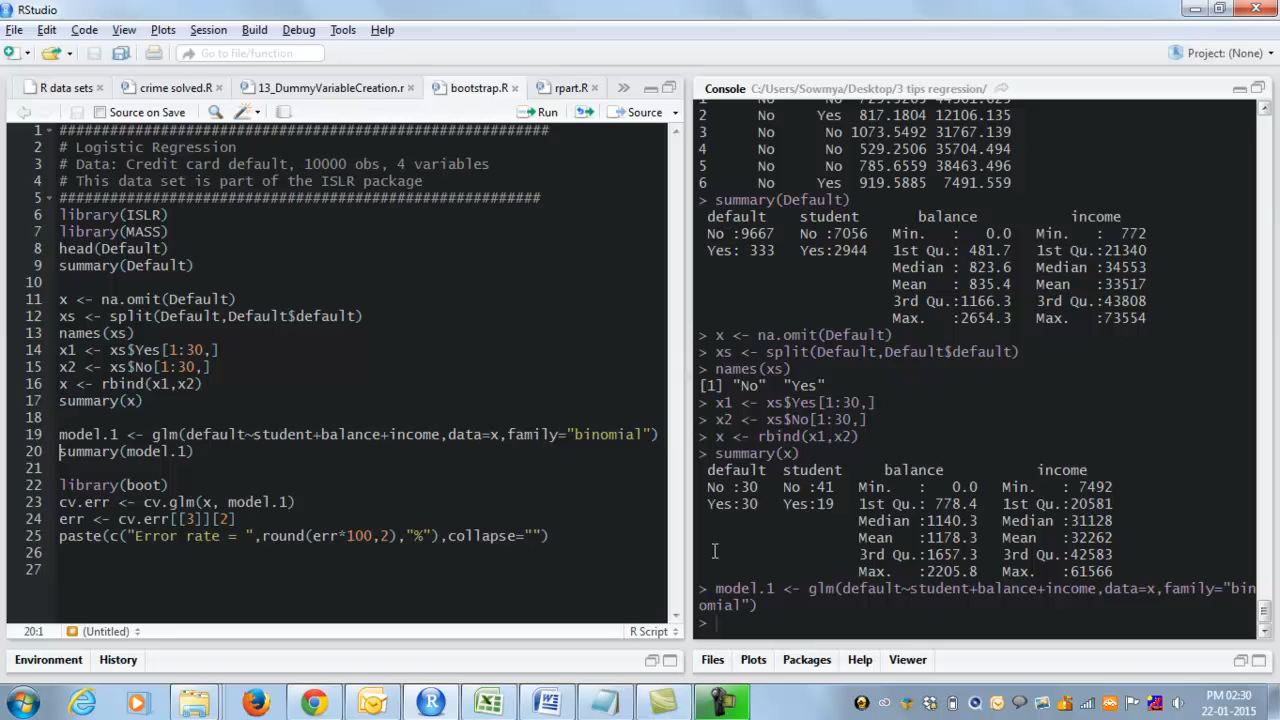 RStudio
File Edit Code View Plots Session Build Debug Tools Help
Go to file/function
Project: (None)
R data sets
crime solved.R
13_DummyVariableCreation.r
bootstrap.R
rpart.R
Source on Save
Run
Source
1 ##########################################################
2 # Logistic Regression
3 # Data: Credit card default, 10000 obs, 4 variables
4 # This data set is part of the ISLR package
5 #########################################################
6 library(ISLR)
7 library(MASS)
8 head(Default)
9 summary(Default)
10
11 x <- na.omit(Default)
12 xs <- split(Default,Default$default)
13 names(xs)
14 x1 <- xs$Yes[1:30,]
15 x2 <- xs$No[1:30,]
16 x <- rbind(x1,x2)
17 summary(x)
18
19 model.1 <- glm(default~student+balance+income,data=x,family="binomial")
20 summary(model.1)
21
22 library(boot)
23 cv.err <- cv.glm(x, model.1)
24 err <- cv.err[[3]][2]
25 paste(c("Error rate = ",round(err*100,2),"%"),collapse="")
26
27
20:1 (Untitled) R Script
Environment History
Console C:/Users/Sowmya/Desktop/3 tips regression/
1 No No 729.5265 44361.625
2 No Yes 817.1804 12106.135
3 No No 1073.5492 31767.139
4 No No 529.2506 35704.494
5 No No 785.6559 38463.496
6 No Yes 919.5885 7491.559
> summary(Default)
default student balance income
No :9667 No :7056 Min. : 0.0 Min. : 772
Yes: 333 Yes:2944 1st Qu.: 481.7 1st Qu.:21340
Median : 823.6 Median :34553
Mean : 835.4 Mean :33517
3rd Qu.:1166.3 3rd Qu.:43808
Max. :2654.3 Max. :73554
> x <- na.omit(Default)
> xs <- split(Default,Default$default)
> names(xs)
[1] "No" "Yes"
> x1 <- xs$Yes[1:30,]
> x2 <- xs$No[1:30,]
> x <- rbind(x1,x2)
> summary(x)
default student balance income
No :30 No :41 Min. : 0.0 Min. : 7492
Yes:30 Yes:19 1st Qu.: 778.4 1st Qu.:20581
Median :1140.3 Median :31128
Mean :1178.3 Mean :32262
3rd Qu.:1657.3 3rd Qu.:42583
Max. :2205.8 Max. :61566
> model.1 <- glm(default~student+balance+income,data=x,family="bin
omial")
>
Files Plots Packages Help Viewer
PM 02:30
22-01-2015